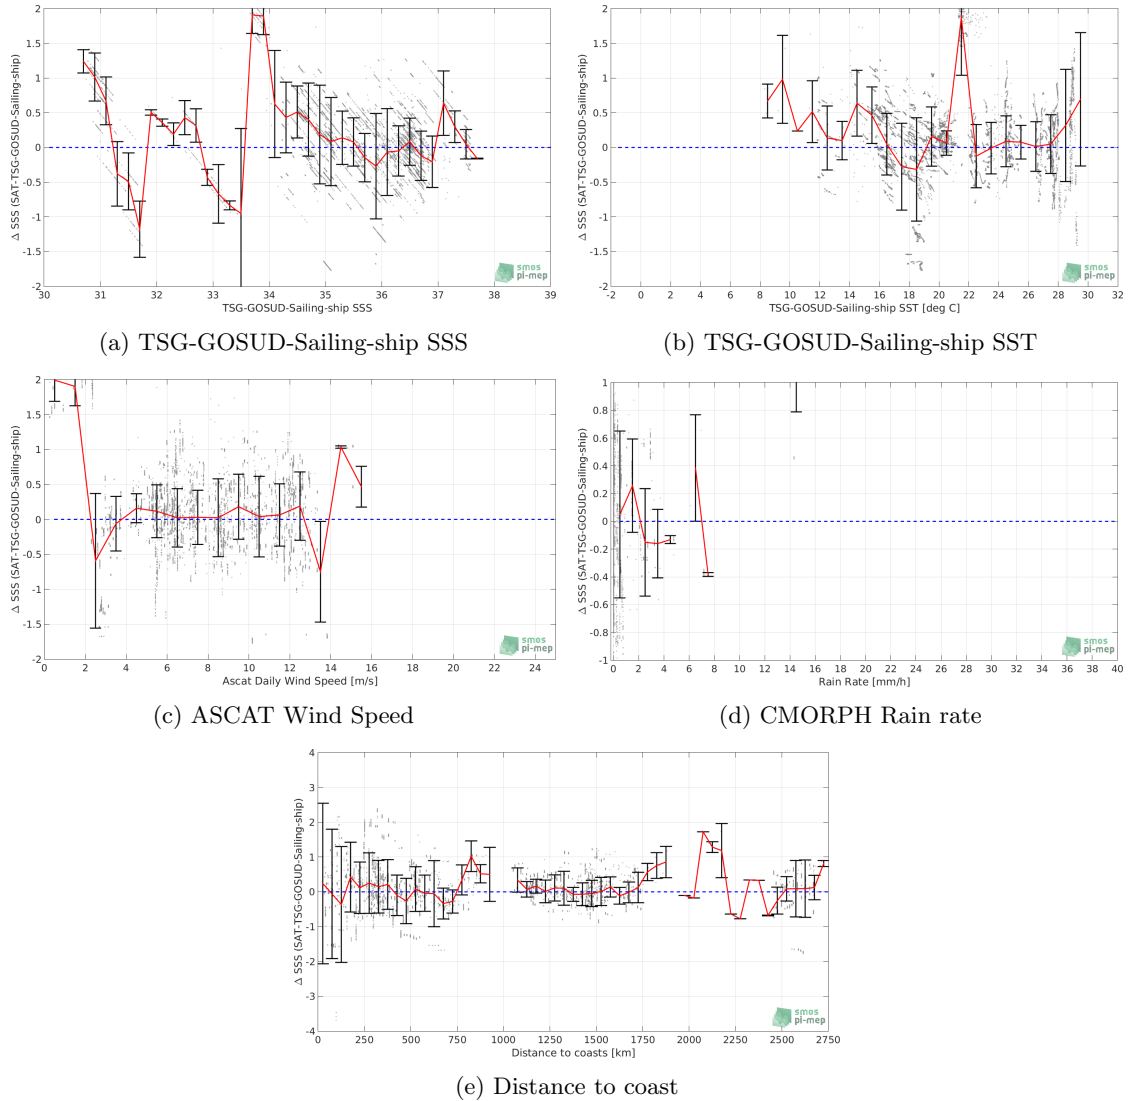 2
1.5
1
0.5
0
-0.5
-1
-1.5
-2
Δ SSS (SAT-TSG-GOSUD-Sailing-ship)
30 31 32 33 34 35 36 37 38 39
TSG-GOSUD-Sailing-ship SSS
smos
pi-mep
(a) TSG-GOSUD-Sailing-ship SSS
2
1.5
1
0.5
0
-0.5
-1
-1.5
-2
Δ SSS (SAT-TSG-GOSUD-Sailing-ship)
-2 0 2 4 6 8 10 12 14 16 18 20 22 24 26 28 30 32
TSG-GOSUD-Sailing-ship SST [deg C]
smos
pi-mep
(b) TSG-GOSUD-Sailing-ship SST
2
1.5
1
0.5
0
-0.5
-1
-1.5
-2
Δ SSS (SAT-TSG-GOSUD-Sailing-ship)
0 2 4 6 8 10 12 14 16 18 20 22 24
Ascat Daily Wind Speed [m/s]
smos
pi-mep
(c) ASCAT Wind Speed
1
0.8
0.6
0.4
0.2
0
-0.2
-0.4
-0.6
-0.8
-1
Δ SSS (SAT-TSG-GOSUD-Sailing-ship)
0 2 4 6 8 10 12 14 16 18 20 22 24 26 28 30 32 34 36 38 40
Rain Rate [mm/h]
smos
pi-mep
(d) CMORPH Rain rate
4
3
2
1
0
-1
-2
-3
-4
Δ SSS (SAT-TSG-GOSUD-Sailing-ship)
0 250 500 750 1000 1250 1500 1750 2000 2250 2500 2750
Distance to coasts [km]
smos
pi-mep
(e) Distance to coast